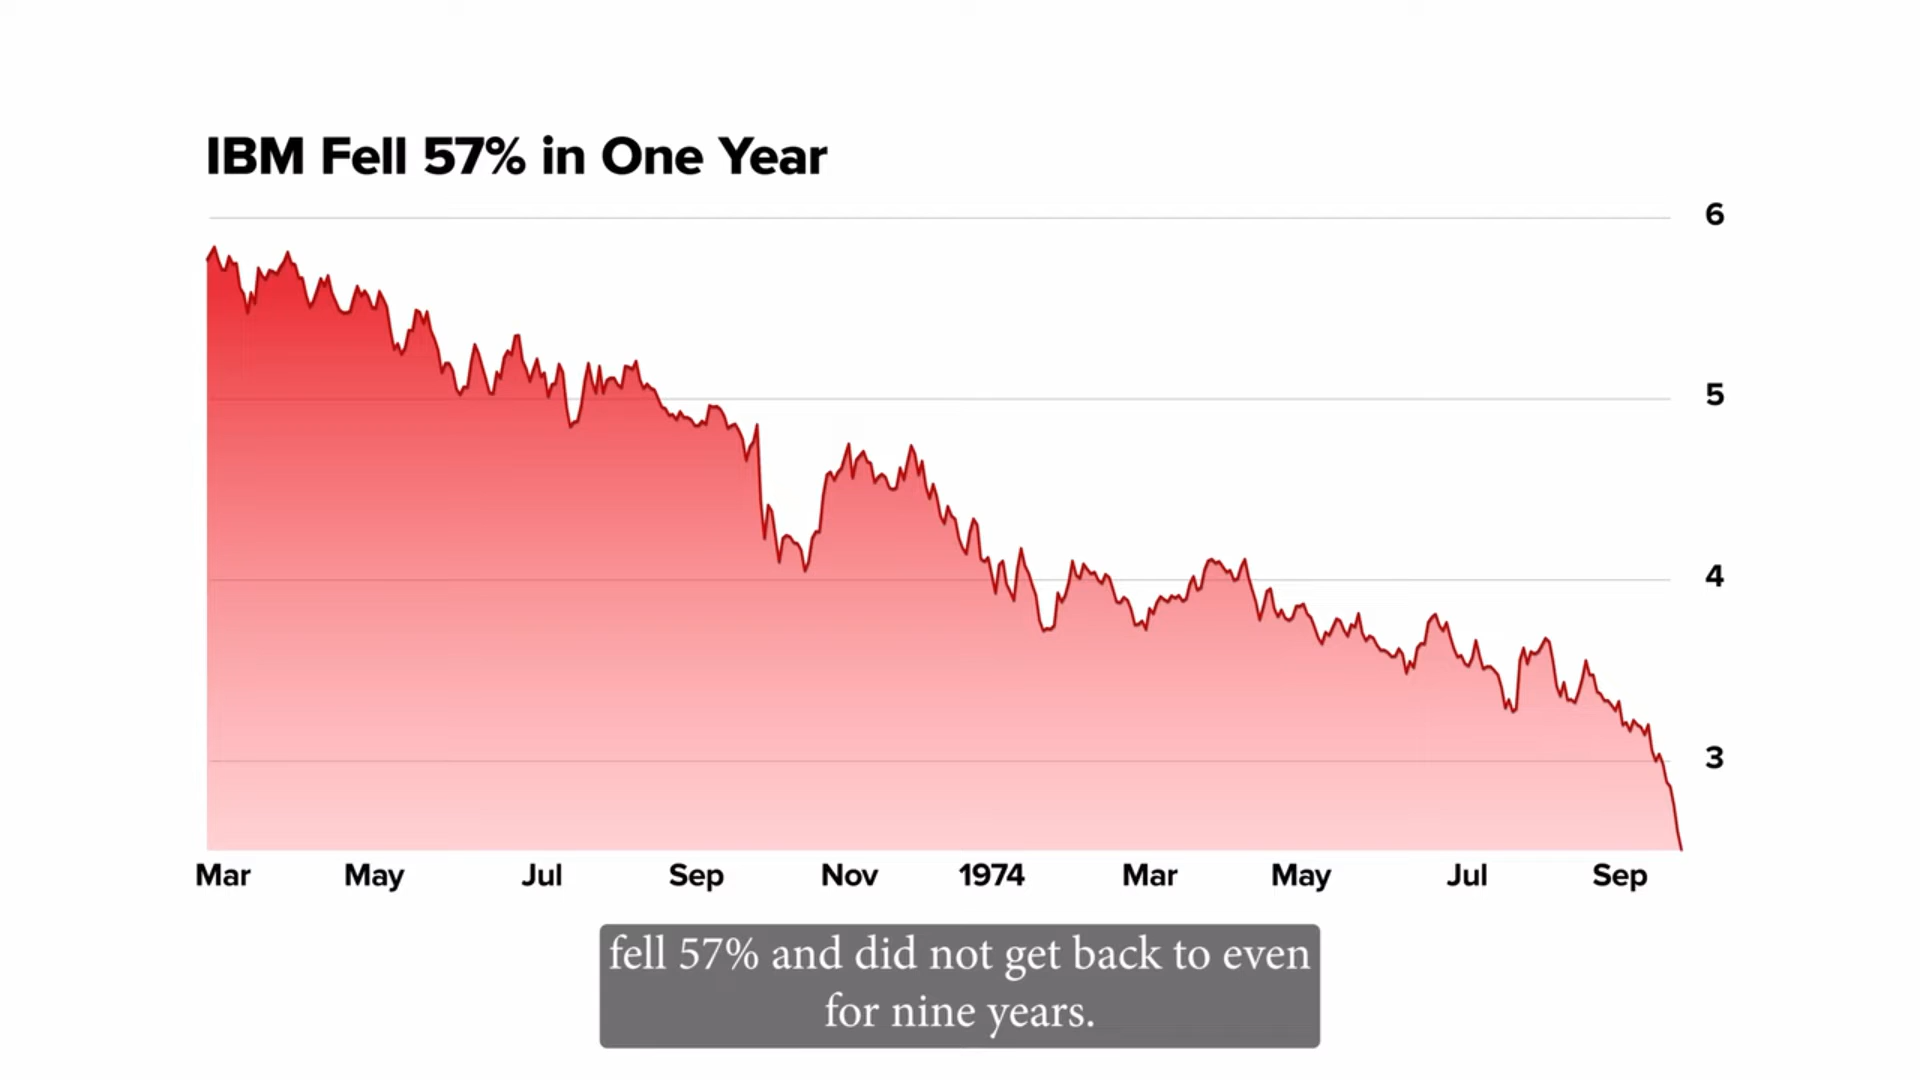 IBM Fell 57% in One Year
6
5
4
3
Mar May Jul Sep Nov 1974 Mar May Jul Sep
fell 57% and did not get back to even
for nine years.